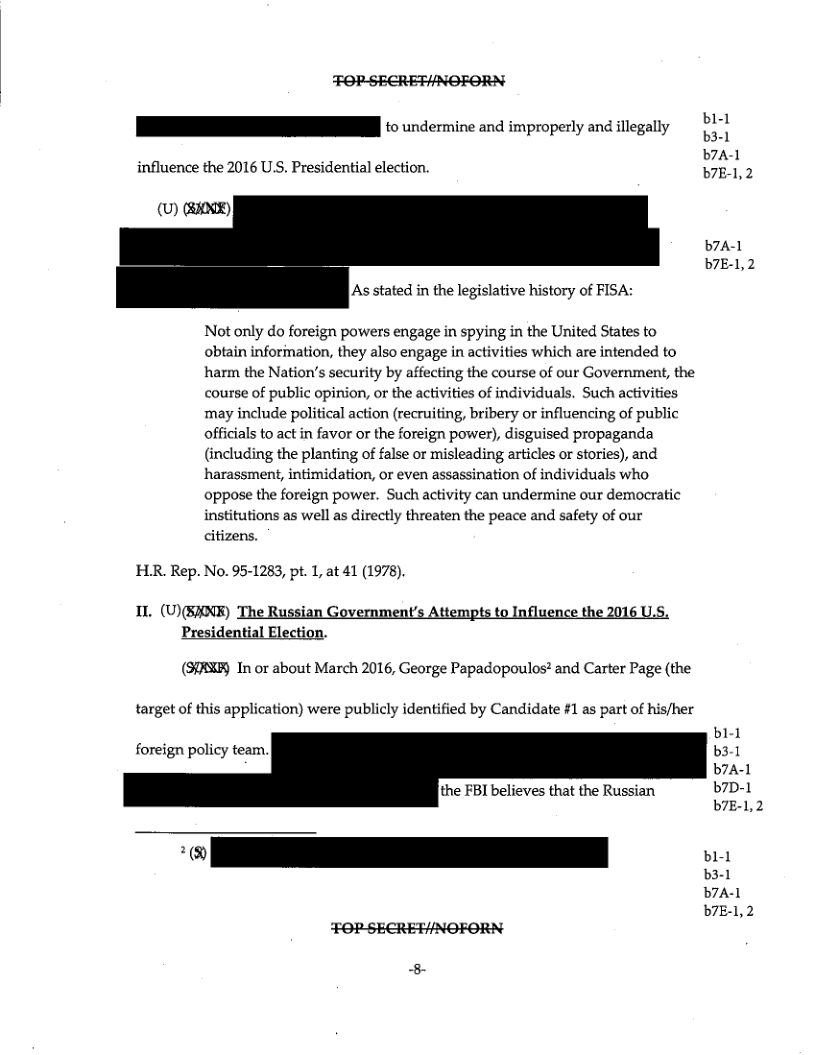 TOP SECRET//NOFORN
to undermine and improperly and illegally
b1-1
b3-1
b7A-1
b7E-1, 2
influence the 2016 U.S. Presidential election.
(U) (S//NF)
b7A-1
b7E-1, 2
As stated in the legislative history of FISA:
Not only do foreign powers engage in spying in the United States to
obtain information, they also engage in activities which are intended to
harm the Nation's security by affecting the course of our Government, the
course of public opinion, or the activities of individuals. Such activities
may include political action (recruiting, bribery or influencing of public
officials to act in favor or the foreign power), disguised propaganda
(including the planting of false or misleading articles or stories), and
harassment, intimidation, or even assassination of individuals who
oppose the foreign power. Such activity can undermine our democratic
institutions as well as directly threaten the peace and safety of our
citizens.
H.R. Rep. No. 95-1283, pt. 1, at 41 (1978).
II. (U)(S//NF) The Russian Government's Attempts to Influence the 2016 U.S.
Presidential Election.
(S//NF) In or about March 2016, George Papadopoulos² and Carter Page (the
target of this application) were publicly identified by Candidate #1 as part of his/her
foreign policy team.
b1-1
b3-1
b7A-1
b7D-1
b7E-1, 2
the FBI believes that the Russian
² (S)
b1-1
b3-1
b7A-1
b7E-1, 2
TOP SECRET//NOFORN
-8-